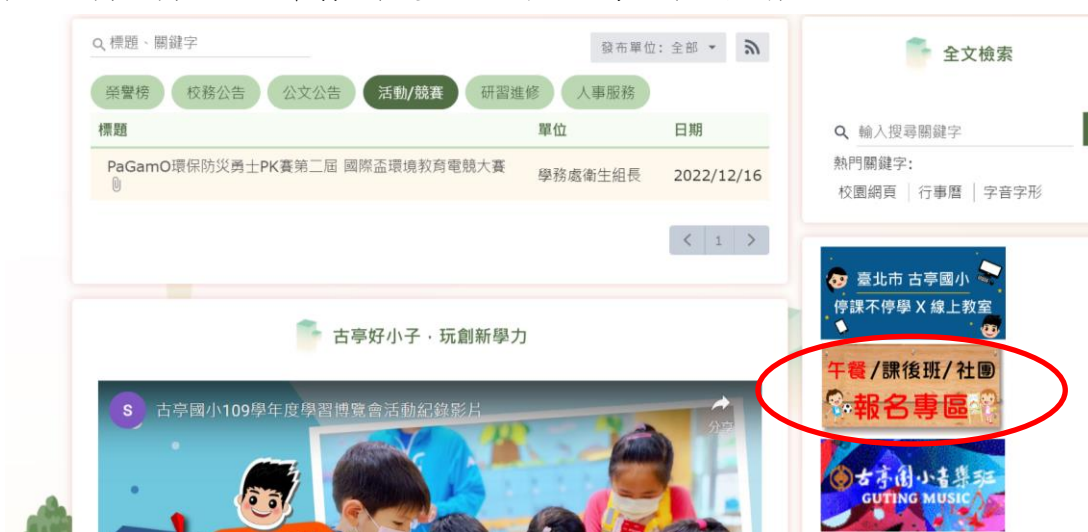 標題、關鍵字
發布單位：全部
榮譽榜 校務公告 公文公告 活動/競賽 研習進修 人事服務
標題 單位 日期
PaGamO環保防災勇士PK賽第二屆 國際盃環境教育電競大賽 學務處衛生組長 2022/12/16
1
古亭好小子．玩創新學力
S 古亭國小109學年度學習博覽會活動紀錄影片
分享
全文檢索
輸入搜尋關鍵字
熱門關鍵字：
校園網頁 行事曆 字音字形
臺北市 古亭國小
停課不停學 X 線上教室
午餐/課後班/社團
報名專區
古亭國小音樂班
GUTING MUSIC